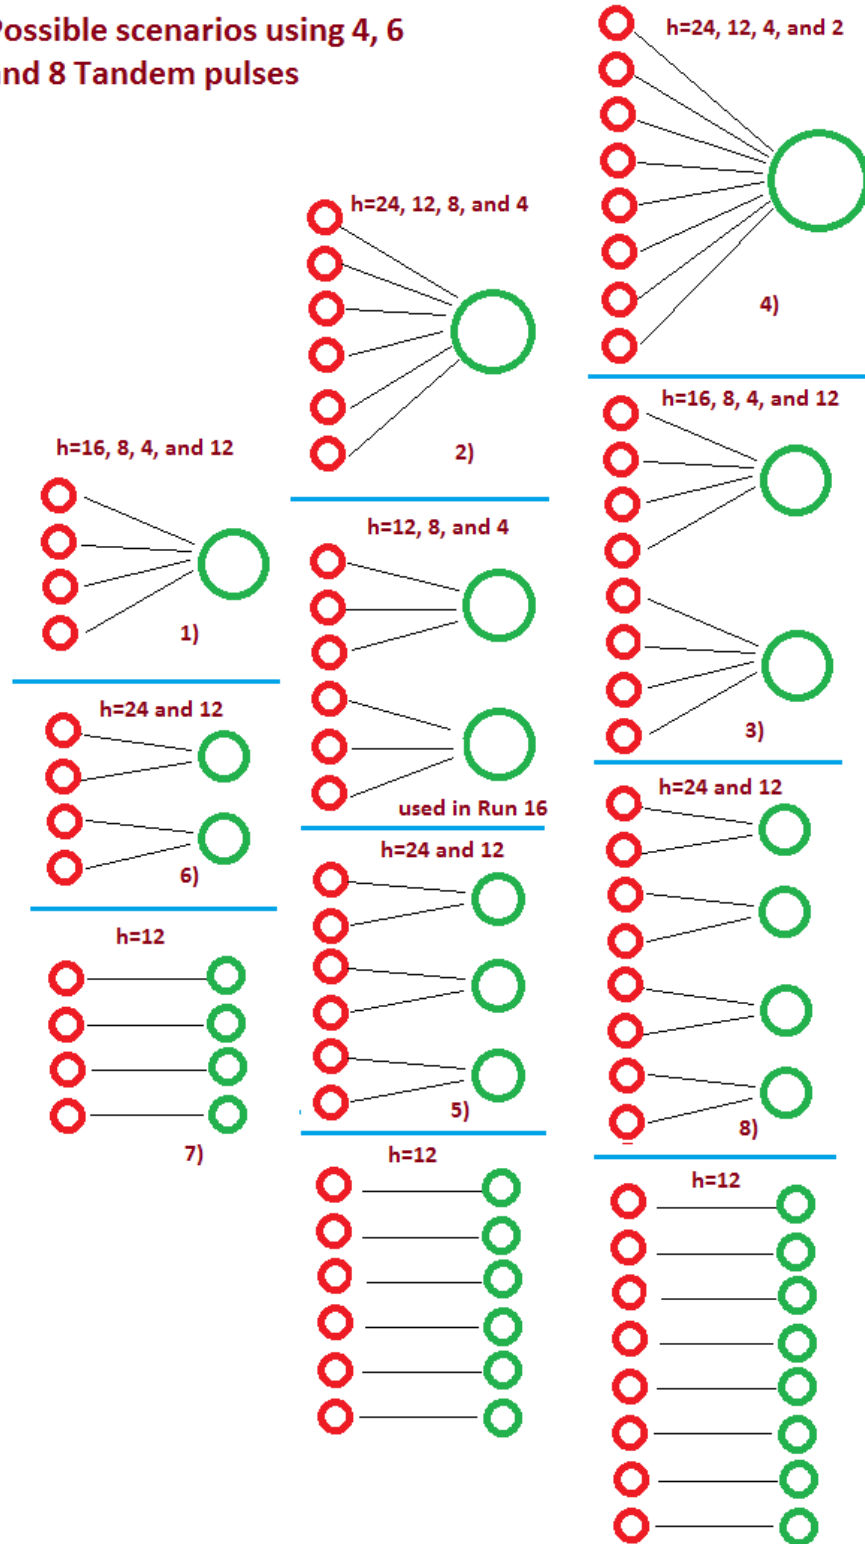 ossible scenarios using 4, 6
nd 8 Tandem pulses
h=16, 8, 4, and 12
1)
h=24 and 12
6)
h=12
7)
h=24, 12, 8, and 4
2)
h=12, 8, and 4
used in Run 16
h=24 and 12
5)
h=12
h=24, 12, 4, and 2
4)
h=16, 8, 4, and 12
3)
h=24 and 12
8)
h=12